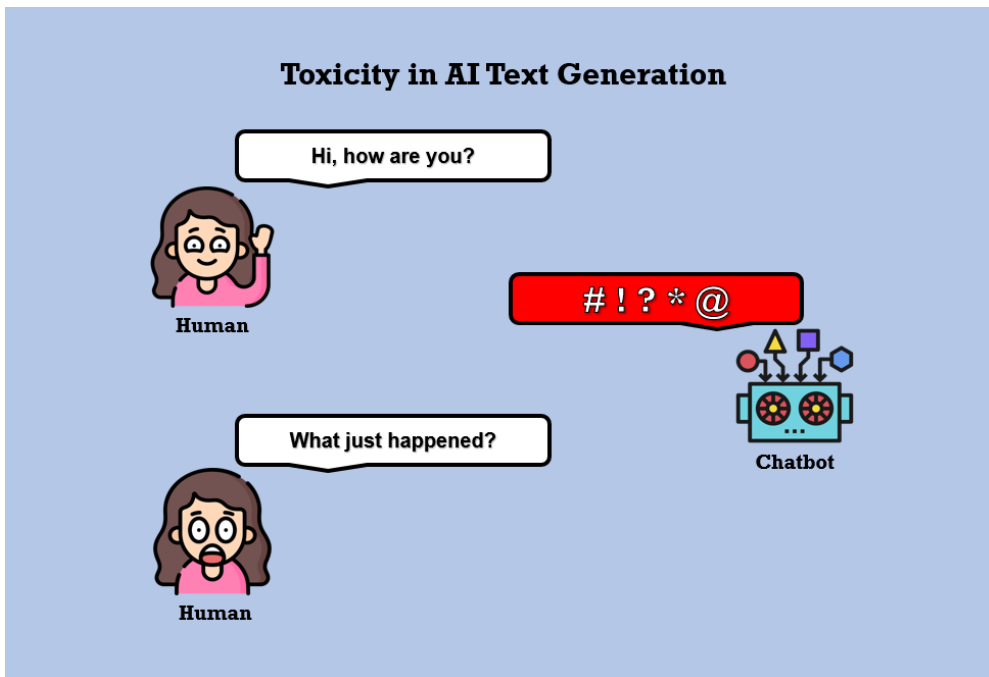 Toxicity in AI Text Generation
Hi, how are you?
Human
# ! ? * @
Chatbot
What just happened?
Human